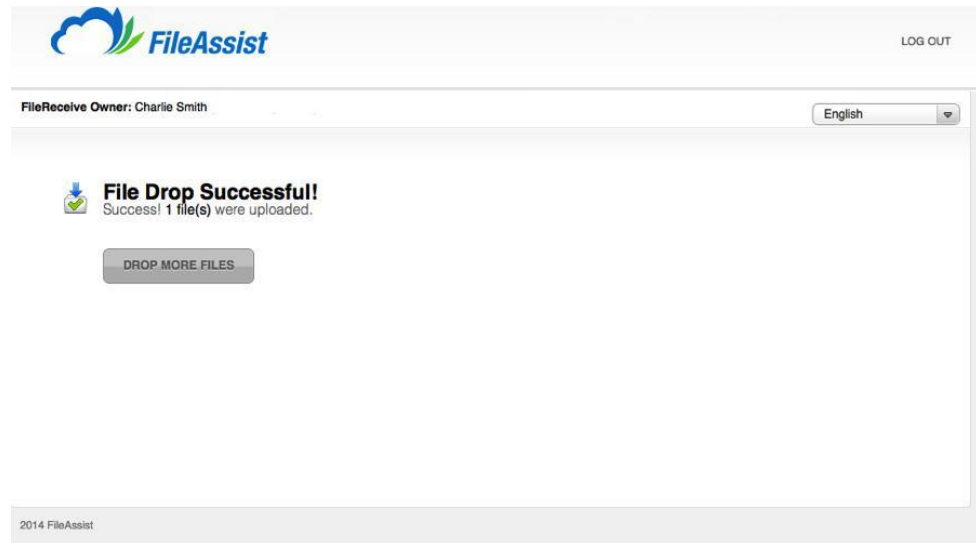 FileAssist
LOG OUT
FileReceive Owner: Charlie Smith
English
File Drop Successful!
Success! 1 file(s) were uploaded.
DROP MORE FILES
2014 FileAssist